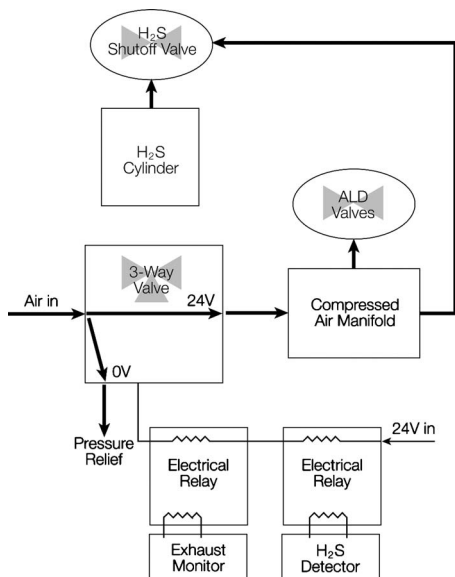 H₂S
Shutoff Valve
H₂S
Cylinder
ALD
Valves
3-Way
Valve
Air in
24V
0V
Compressed
Air Manifold
Pressure
Relief
24V in
Electrical
Relay
Electrical
Relay
Exhaust
Monitor
H₂S
Detector